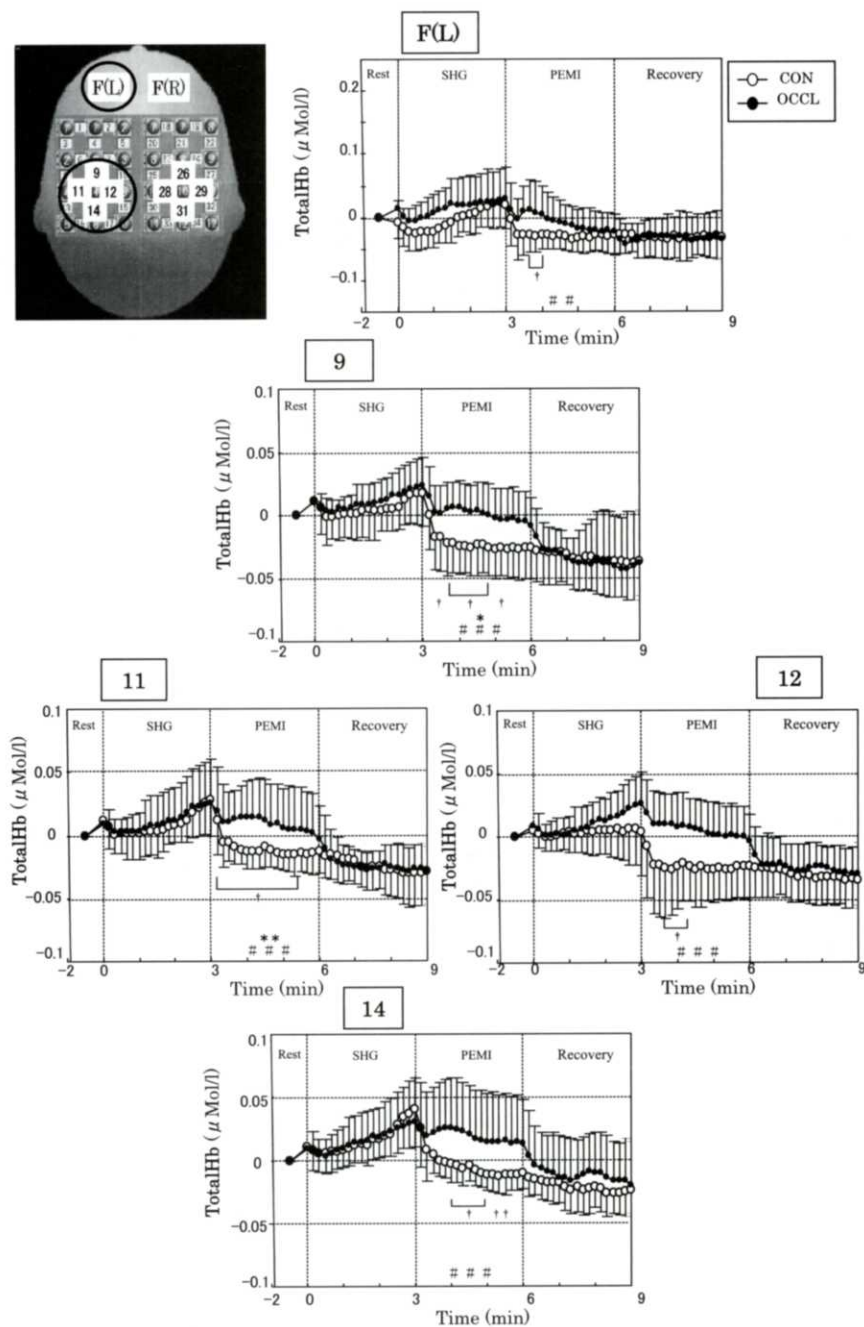 F(L)
F(L) F(R)
9 26
11 12 28 29
14 31
Rest SHG PEMI Recovery
CON
OCCL
TotalHb (μ Mol/l)
0.2
0.1
0
−0.1
†
# #
−2 0 3 6 9
Time (min)
9
Rest SHG PEMI Recovery
TotalHb (μ Mol/l)
0.1
0.05
0
−0.05
−0.1
† † †
*
# # #
−2 0 3 6 9
Time (min)
11
Rest SHG PEMI Recovery
TotalHb (μ Mol/l)
0.1
0.05
0
−0.05
−0.1
†
**
# # #
−2 0 3 6 9
Time (min)
12
Rest SHG PEMI Recovery
TotalHb (μ Mol/l)
0.1
0.05
0
−0.05
−0.1
†
# # #
−2 0 3 6 9
Time (min)
14
Rest SHG PEMI Recovery
TotalHb (μ Mol/l)
0.1
0.05
0
−0.05
−0.1
† ††
# # #
−2 0 3 6 9
Time (min)